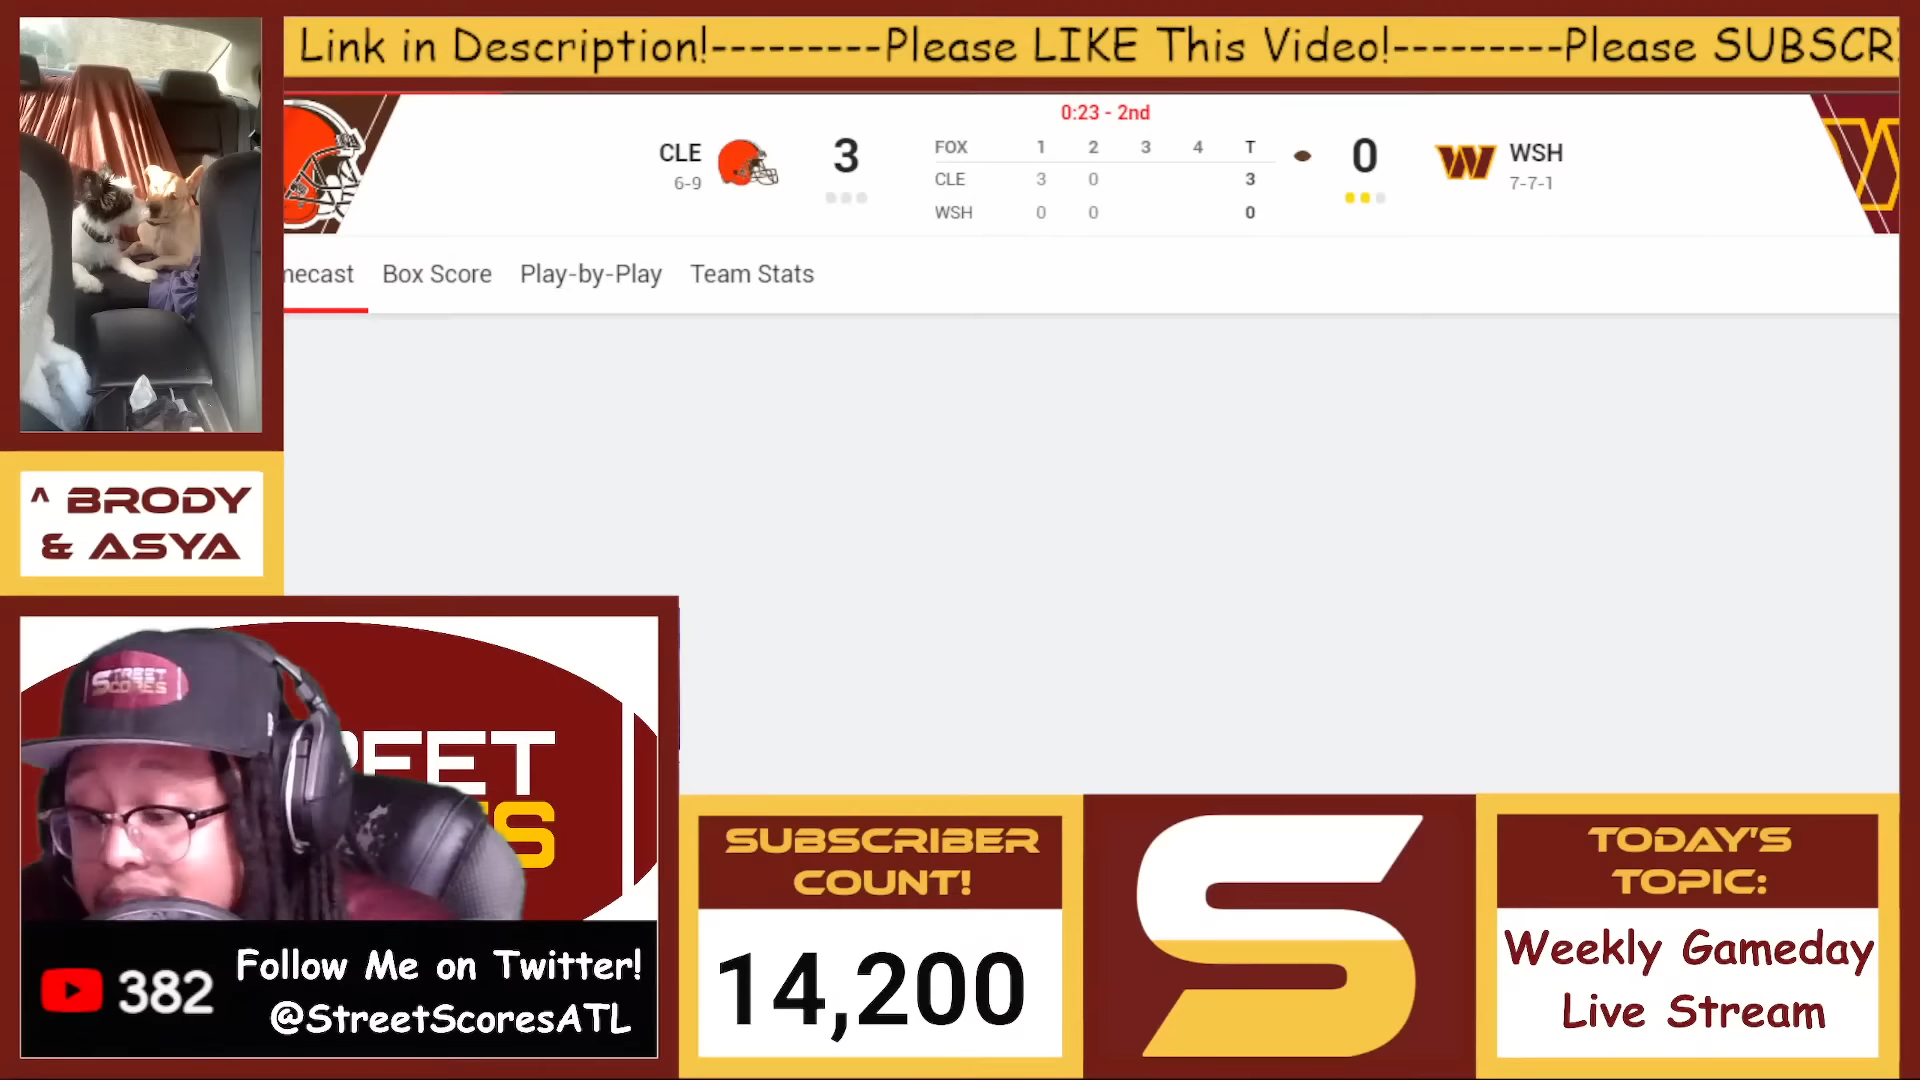 Link in Description!---------Please LIKE This Video!---------Please SUBSCR
0:23 - 2nd
CLE
6-9
3
FOX 1 2 3 4 T
CLE 3 0 3
WSH 0 0 0
0
WSH
7-7-1
necast Box Score Play-by-Play Team Stats
^ BRODY
& ASYA
STREET
SCORES
REET
S
382
Follow Me on Twitter!
@StreetScoresATL
SUBSCRIBER
COUNT!
14,200
S
TODAY'S
TOPIC:
Weekly Gameday
Live Stream